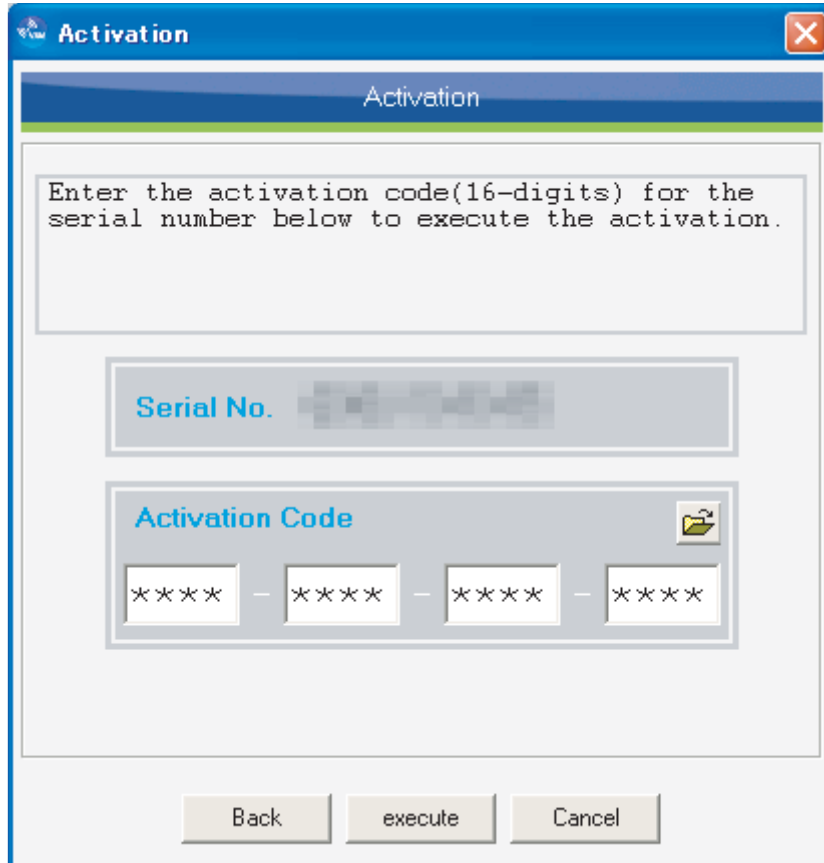 Activation
Activation
Enter the activation code(16-digits) for the
serial number below to execute the activation.
Serial No.
Activation Code
**** - **** - **** - ****
Back execute Cancel